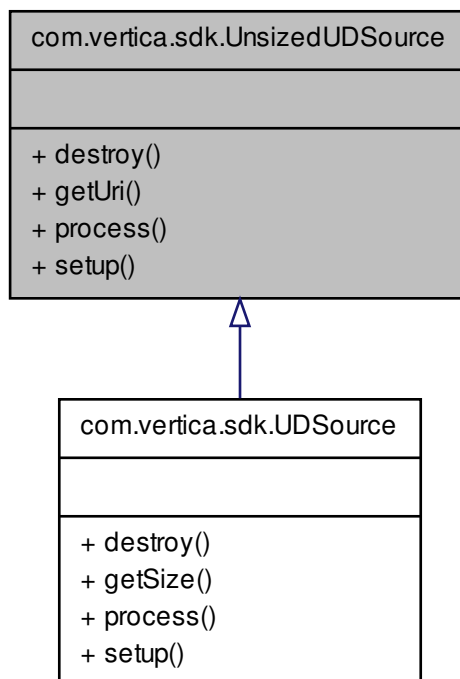 com.vertica.sdk.UnsizedUDSource
+ destroy()
+ getUri()
+ process()
+ setup()
com.vertica.sdk.UDSource
+ destroy()
+ getSize()
+ process()
+ setup()